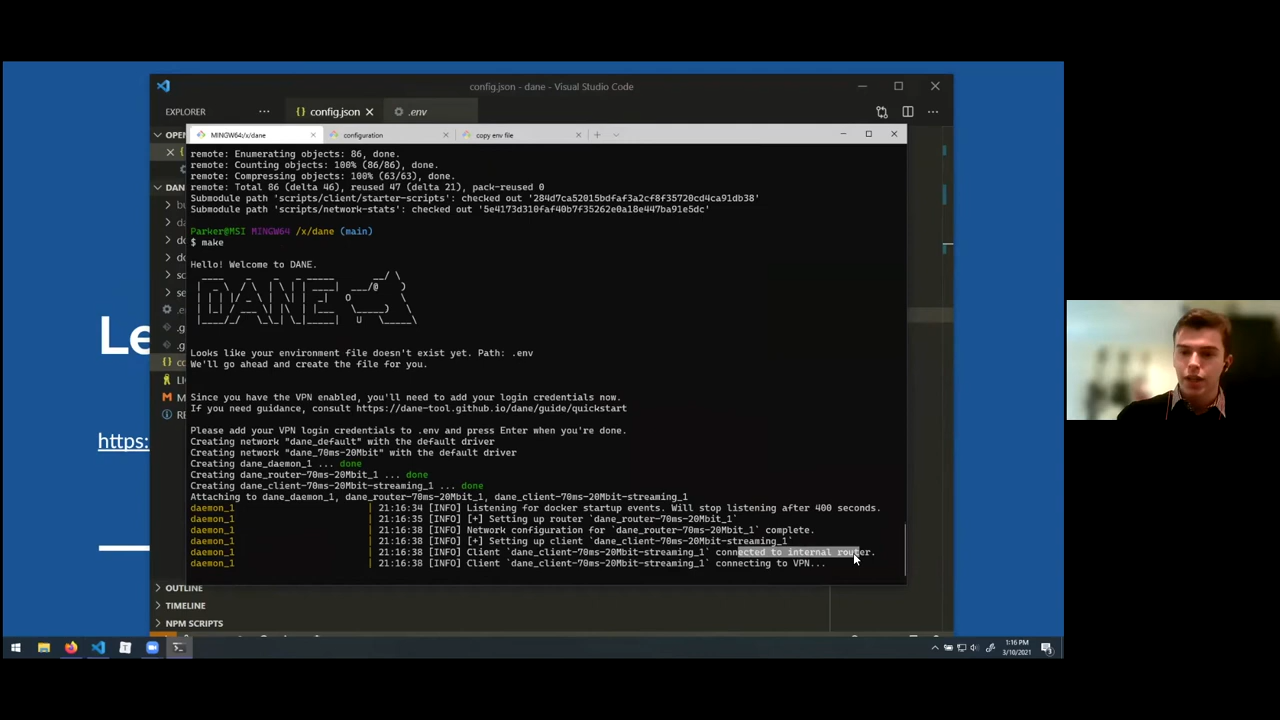 config.json - dane - Visual Studio Code
EXPLORER
config.json
.env
MINGW64:/x/dane
configuration
copy env file
remote: Enumerating objects: 86, done.
remote: Counting objects: 100% (86/86), done.
remote: Compressing objects: 100% (63/63), done.
remote: Total 86 (delta 46), reused 47 (delta 21), pack-reused 0
Submodule path 'scripts/client/starter-scripts': checked out '284d7ca52015bdfaf3a2cf8f35720cd4ca91db38'
Submodule path 'scripts/network-stats': checked out '5e4173d310faf40b7f35262e0a18e447ba91e5dc'
Parker@MSI MINGW64 /x/dane (main)
$ make
Hello! Welcome to DANE.
DANE
Looks like your environment file doesn't exist yet. Path: .env
We'll go ahead and create the file for you.
Since you have the VPN enabled, you'll need to add your login credentials now.
If you need guidance, consult https://dane-tool.github.io/dane/guide/quickstart
Please add your VPN login credentials to .env and press Enter when you're done.
Creating network "dane_default" with the default driver
Creating network "dane_70ms-20Mbit" with the default driver
Creating dane_daemon_1 ... done
Creating dane_router-70ms-20Mbit_1 ... done
Creating dane_client-70ms-20Mbit-streaming_1 ... done
Attaching to dane_daemon_1, dane_router-70ms-20Mbit_1, dane_client-70ms-20Mbit-streaming_1
daemon_1 | 21:16:34 [INFO] Listening for docker startup events. Will stop listening after 400 seconds.
daemon_1 | 21:16:35 [INFO] [+] Setting up router `dane_router-70ms-20Mbit_1`
daemon_1 | 21:16:38 [INFO] Network configuration for `dane_router-70ms-20Mbit_1` complete.
daemon_1 | 21:16:38 [INFO] [+] Setting up client `dane_client-70ms-20Mbit-streaming_1`
daemon_1 | 21:16:38 [INFO] Client `dane_client-70ms-20Mbit-streaming_1` connected to internal router.
daemon_1 | 21:16:38 [INFO] Client `dane_client-70ms-20Mbit-streaming_1` connecting to VPN...
OUTLINE
TIMELINE
NPM SCRIPTS
Le
https:
1:16 PM
3/10/2021